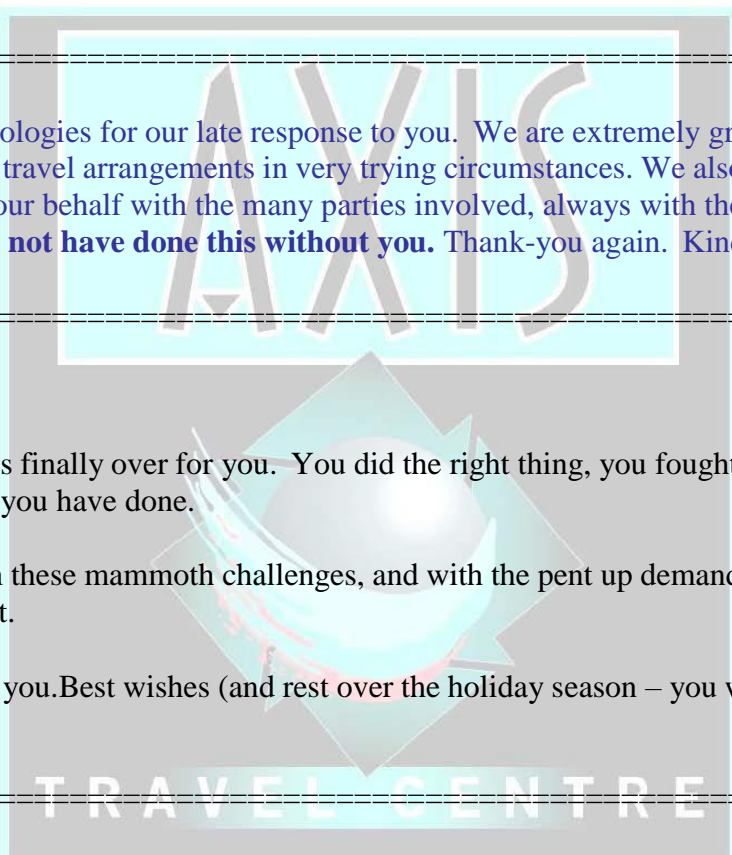 ==================================================
AXIS
ologies for our late response to you. We are extremely gr
travel arrangements in very trying circumstances. We also
our behalf with the many parties involved, always with the
not have done this without you. Thank-you again. Kind
==================================================
s finally over for you. You did the right thing, you fought
you have done.
n these mammoth challenges, and with the pent up demand
t.
you.Best wishes (and rest over the holiday season – you w
TRAVEL CENTRE
==================================================